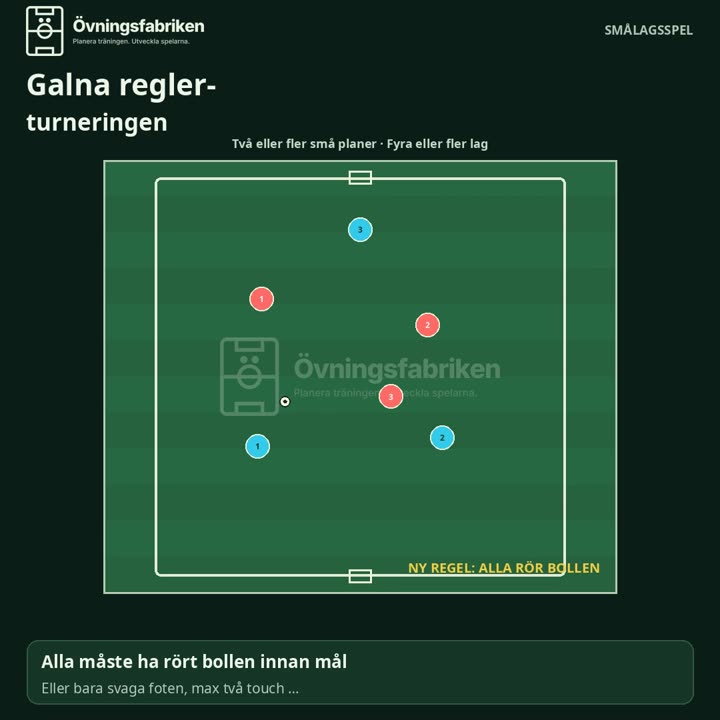 Övningsfabriken
Planera träningen. Utveckla spelarna.
SMÅLAGSSPEL
Galna regler-
turneringen
Två eller fler små planer · Fyra eller fler lag
3
1
2
Övningsfabriken
Planera träningen. 
3
eckla spelarna.
1
2
NY REGEL: ALLA RÖR BOLLEN
Alla måste ha rört bollen innan mål
Eller bara svaga foten, max två touch ...